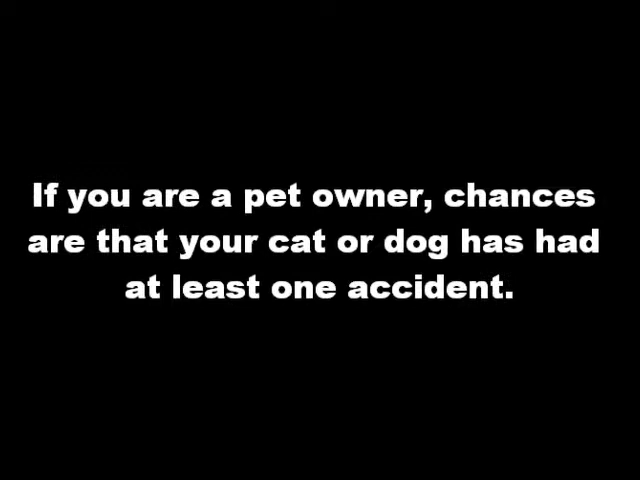 If you are a pet owner, chances
are that your cat or dog has had
at least one accident.